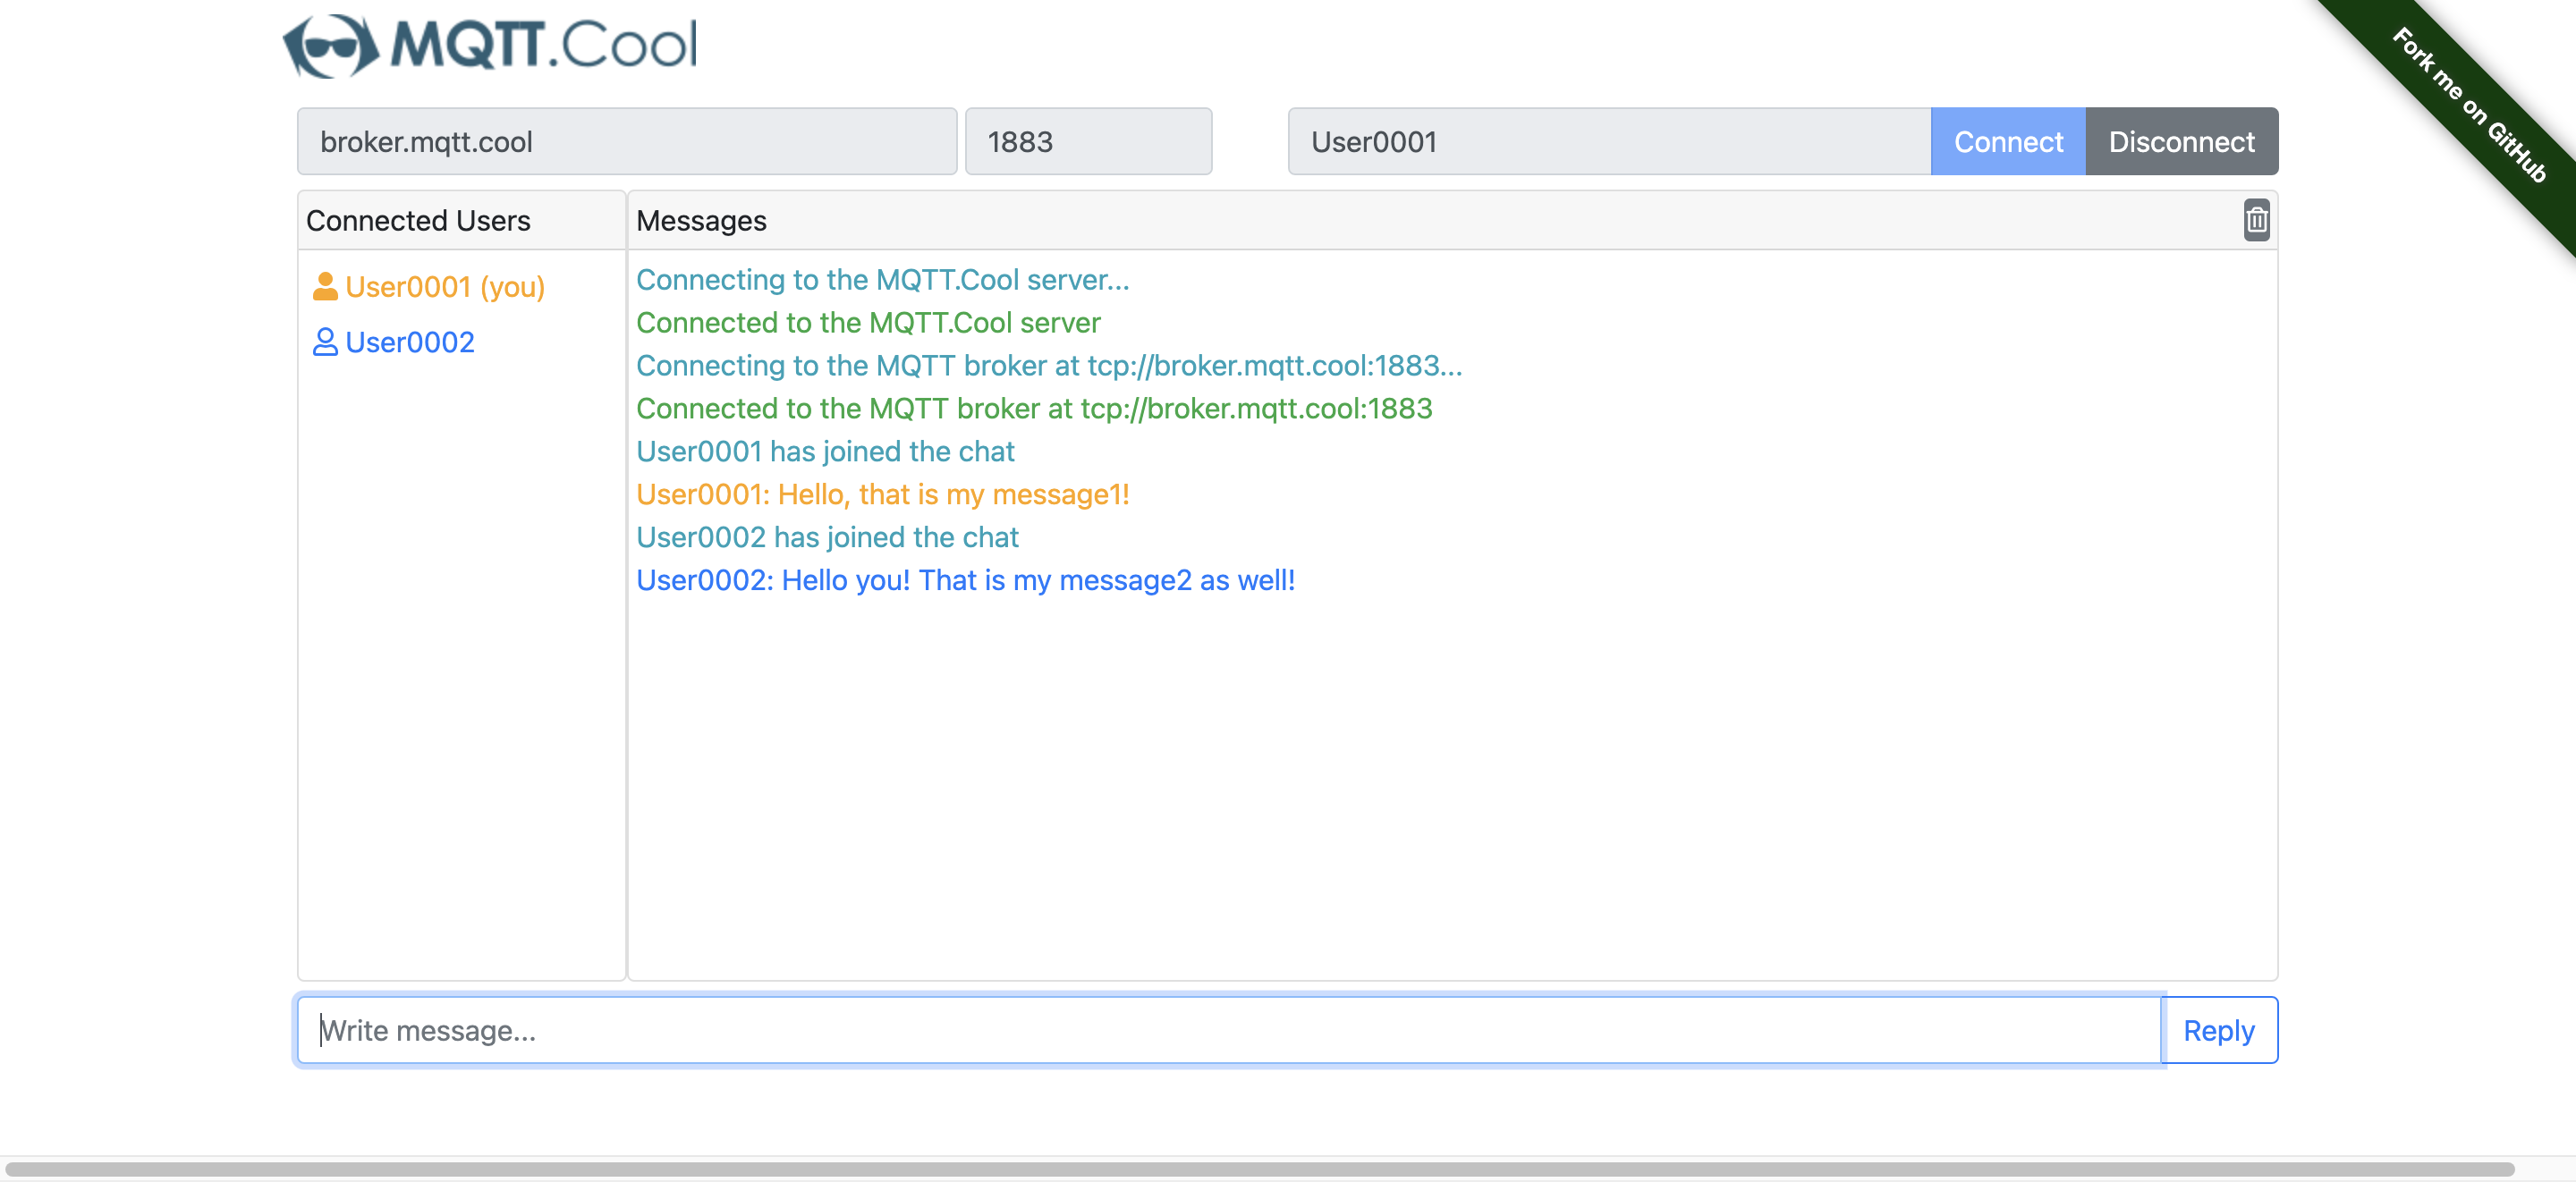 MQTT.Cool
Fork me on GitHub
broker.mqtt.cool 1883 User0001 Connect Disconnect
Connected Users
User0001 (you)
User0002
Messages
Connecting to the MQTT.Cool server...
Connected to the MQTT.Cool server
Connecting to the MQTT broker at tcp://broker.mqtt.cool:1883...
Connected to the MQTT broker at tcp://broker.mqtt.cool:1883
User0001 has joined the chat
User0001: Hello, that is my message1!
User0002 has joined the chat
User0002: Hello you! That is my message2 as well!
Write message... Reply